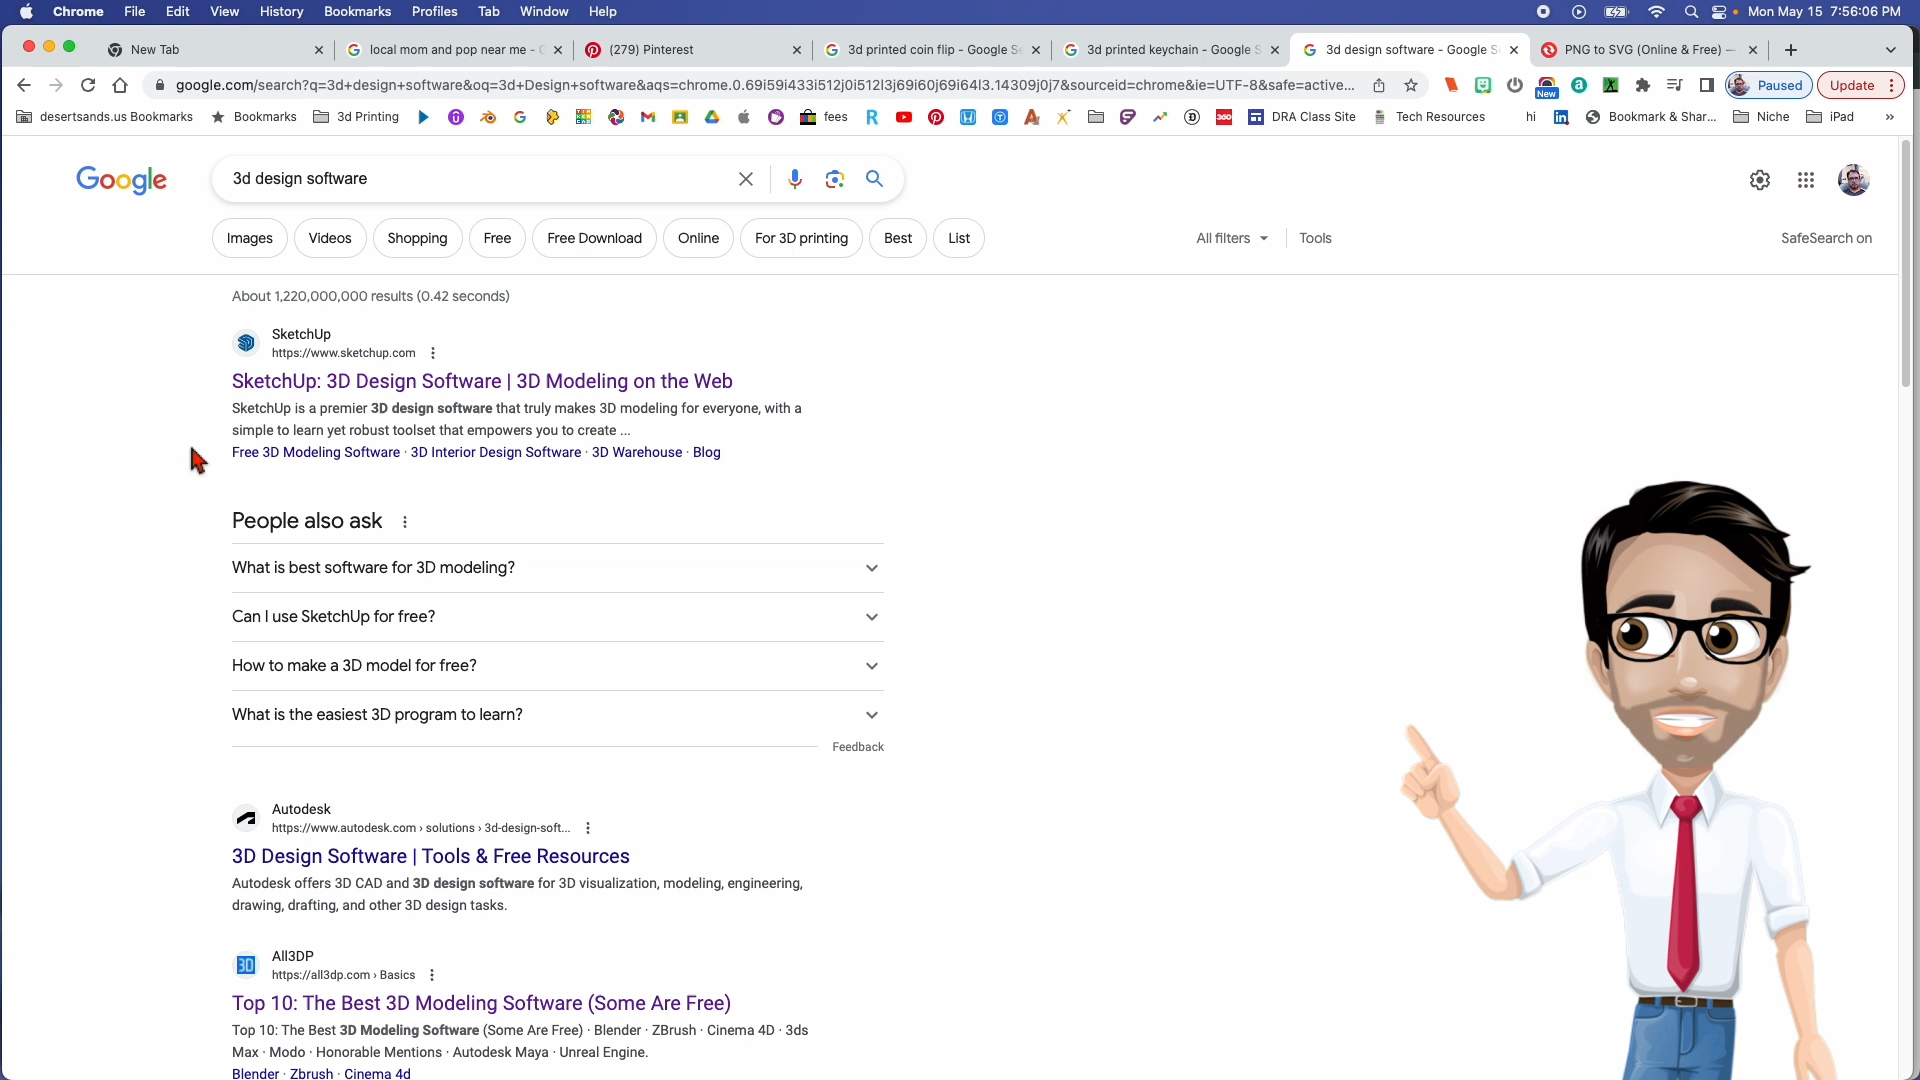 Chrome File Edit View History Bookmarks Profiles Tab Window Help Mon May 15 7:56:06 PM
New Tab local mom and pop near me - (279) Pinterest 3d printed coin flip - Google S 3d printed keychain - Google S 3d design software - Google S PNG to SVG (Online & Free) —
google.com/search?q=3d+design+software&oq=3d+Design+software&aqs=chrome.0.69i59i433i512j0i512l3j69i60j69i64l3.14309j0j7&sourceid=chrome&ie=UTF-8&safe=active... New Paused Update
desertsands.us Bookmarks Bookmarks 3d Printing fees DRA Class Site Tech Resources hi Bookmark & Shar... Niche iPad »
Google 3d design software
Images Videos Shopping Free Free Download Online For 3D printing Best List All filters Tools SafeSearch on
About 1,220,000,000 results (0.42 seconds)
SketchUp
https://www.sketchup.com
SketchUp: 3D Design Software | 3D Modeling on the Web
SketchUp is a premier 3D design software that truly makes 3D modeling for everyone, with a
simple to learn yet robust toolset that empowers you to create ...
Free 3D Modeling Software · 3D Interior Design Software · 3D Warehouse · Blog
People also ask
What is best software for 3D modeling?
Can I use SketchUp for free?
How to make a 3D model for free?
What is the easiest 3D program to learn?
Feedback
Autodesk
https://www.autodesk.com › solutions › 3d-design-soft...
3D Design Software | Tools & Free Resources
Autodesk offers 3D CAD and 3D design software for 3D visualization, modeling, engineering,
drawing, drafting, and other 3D design tasks.
3D All3DP
https://all3dp.com › Basics
Top 10: The Best 3D Modeling Software (Some Are Free)
Top 10: The Best 3D Modeling Software (Some Are Free) · Blender · ZBrush · Cinema 4D · 3ds
Max · Modo · Honorable Mentions · Autodesk Maya · Unreal Engine.
Blender · Zbrush · Cinema 4d